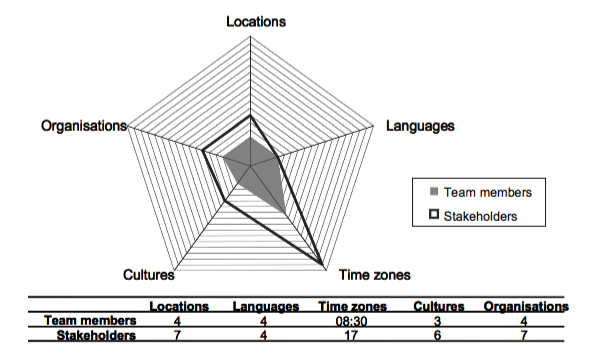 Locations
Organisations
Languages
Team members
Stakeholders
Cultures
Time zones
Locations Languages Time zones Cultures Organisations
Team members 4 4 08:30 3 4
Stakeholders 7 4 17 6 7